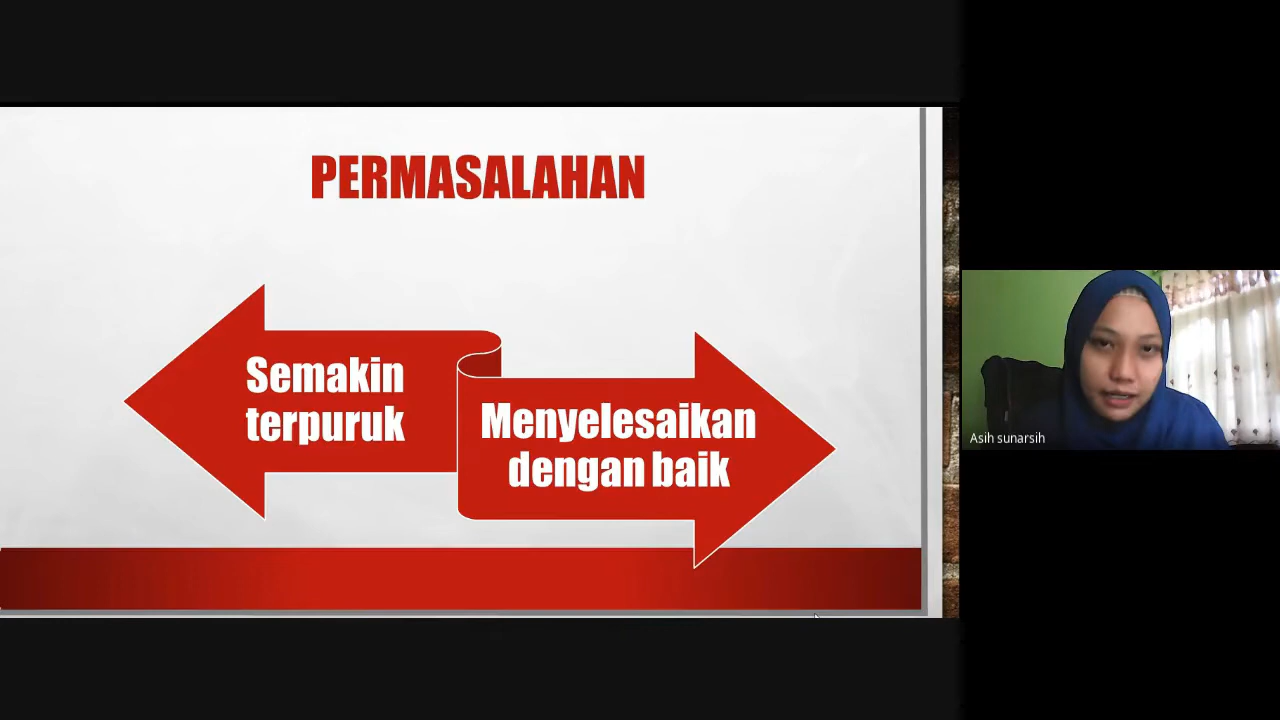 PERMASALAHAN
Semakin
terpuruk
Menyelesaikan
dengan baik
Asih sunarsih